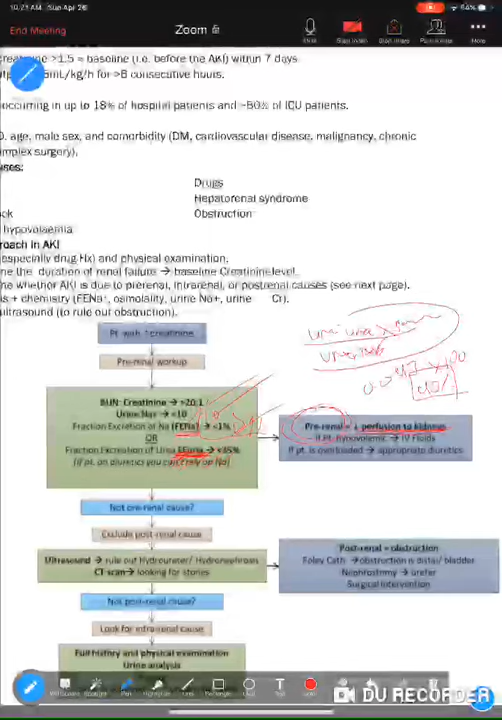 10:21 AM Sun Apr 26
64%
End Meeting
Zoom
creatinine >1.5 × baseline (i.e. before the AKI) within 7 days
mL/kg/h for >6 consecutive hours.
occurring in up to 18% of hospital patients and ~50% of ICU patients.
age, male sex, and comorbidity (DM, cardiovascular disease, malignancy, chronic
complex surgery).
Drugs
Hepatorenal syndrome
Obstruction
hypovolaemia
in AKI
especially drug Hx) and physical examination.
the duration of renal failure → baseline Creatinine level.
whether AKI is due to prerenal, intrarenal, or postrenal causes (see next page).
+ chemistry (FENa+, osmolality, urine Na+, urine Cr).
ultrasound (to rule out obstruction).
Pt. with ↑creatinine
Pre-renal workup
BUN: Creatinine → >20:1
Urine Na+ <10
Fraction Excretion of Na (FENa) → <1%
OR
Fraction Excretion of Urea → <35%
(If pt. on diuretics you can't rely on Na)
Pre-renal = ↓ perfusion to kidneys
If Pt. hypovolemic → IV Fluids
If pt. is overloaded → appropriate diuretics
Not pre-renal cause?
Exclude post-renal cause
Ultrasound → rule out Hydroureter/ Hydronephrosis
CT scan → looking for stones
Post-renal = obstruction
Foley Cath → obstruction is distal/ bladder
Nephrostomy → ureter
Surgical Intervention
Not post-renal cause?
Look for intra-renal cause
Full history and physical examination
Urine analysis
DU RECORDER